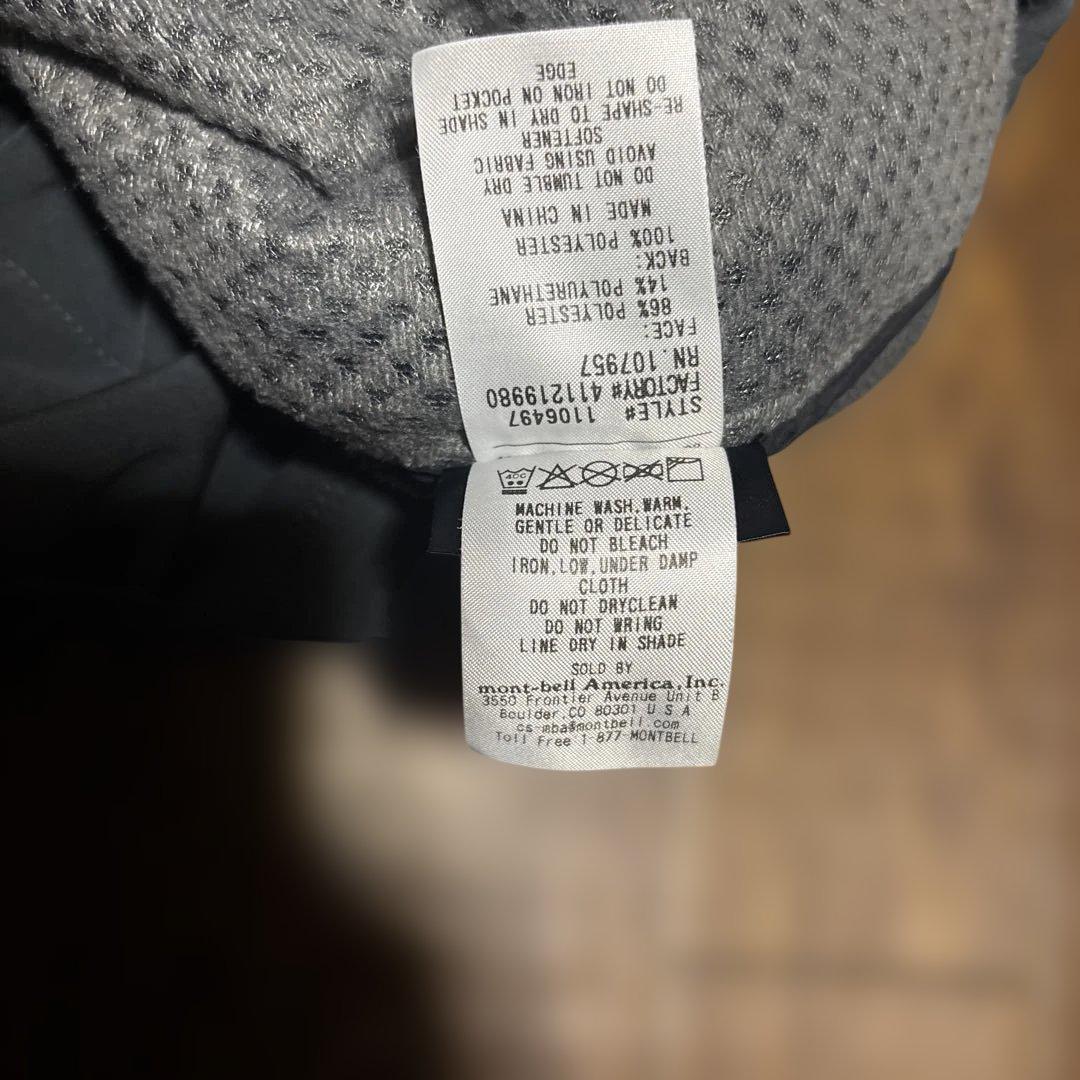 STYLE# 1106497
FACTORY# 411219980
RN. 107957
FACE:
86% POLYESTER
14% POLYURETHANE
BACK:
100% POLYESTER
MADE IN CHINA
DO NOT TUMBLE DRY
AVOID USING FABRIC
SOFTENER
RE-SHAPE TO DRY IN SHADE
DO NOT IRON ON POCKET
EDGE
40C
MACHINE WASH,WARM,
GENTLE OR DELICATE
DO NOT BLEACH
IRON,LOW,UNDER DAMP
CLOTH
DO NOT DRYCLEAN
DO NOT WRING
LINE DRY IN SHADE
SOLD BY
mont-bell America,Inc.
3550 Frontier Avenue Unit B
Boulder,CO 80301 U S A
cs mba@montbell.com
Toll Free 1 877 MONTBELL